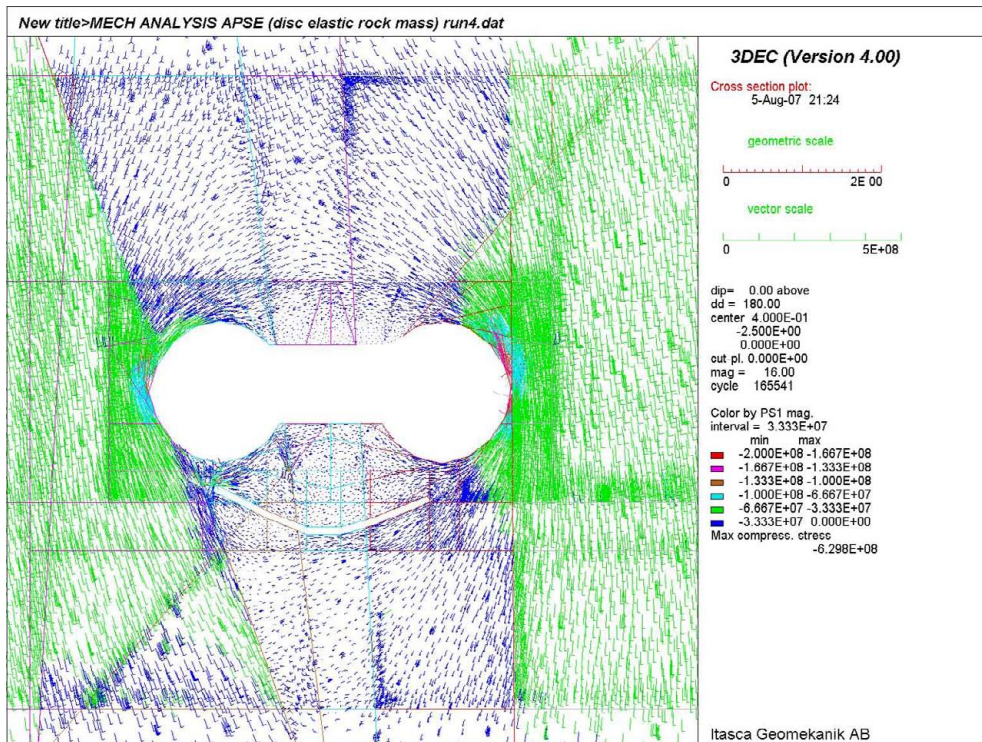 New title>MECH ANALYSIS APSE (disc elastic rock mass) run4.dat
3DEC (Version 4.00)
Cross section plot:
5-Aug-07 21:24
geometric scale
0 2E 00
vector scale
0 5E+08
dip= 0.00 above
dd = 180.00
center 4.000E-01
-2.500E+00
0.000E+00
cut pl. 0.000E+00
mag = 16.00
cycle 165541
Color by PS1 mag.
interval = 3.333E+07
min max
-2.000E+08 -1.667E+08
-1.667E+08 -1.333E+08
-1.333E+08 -1.000E+08
-1.000E+08 -6.667E+07
-6.667E+07 -3.333E+07
-3.333E+07 0.000E+00
Max compress. stress
-6.298E+08
Itasca Geomekanik AB